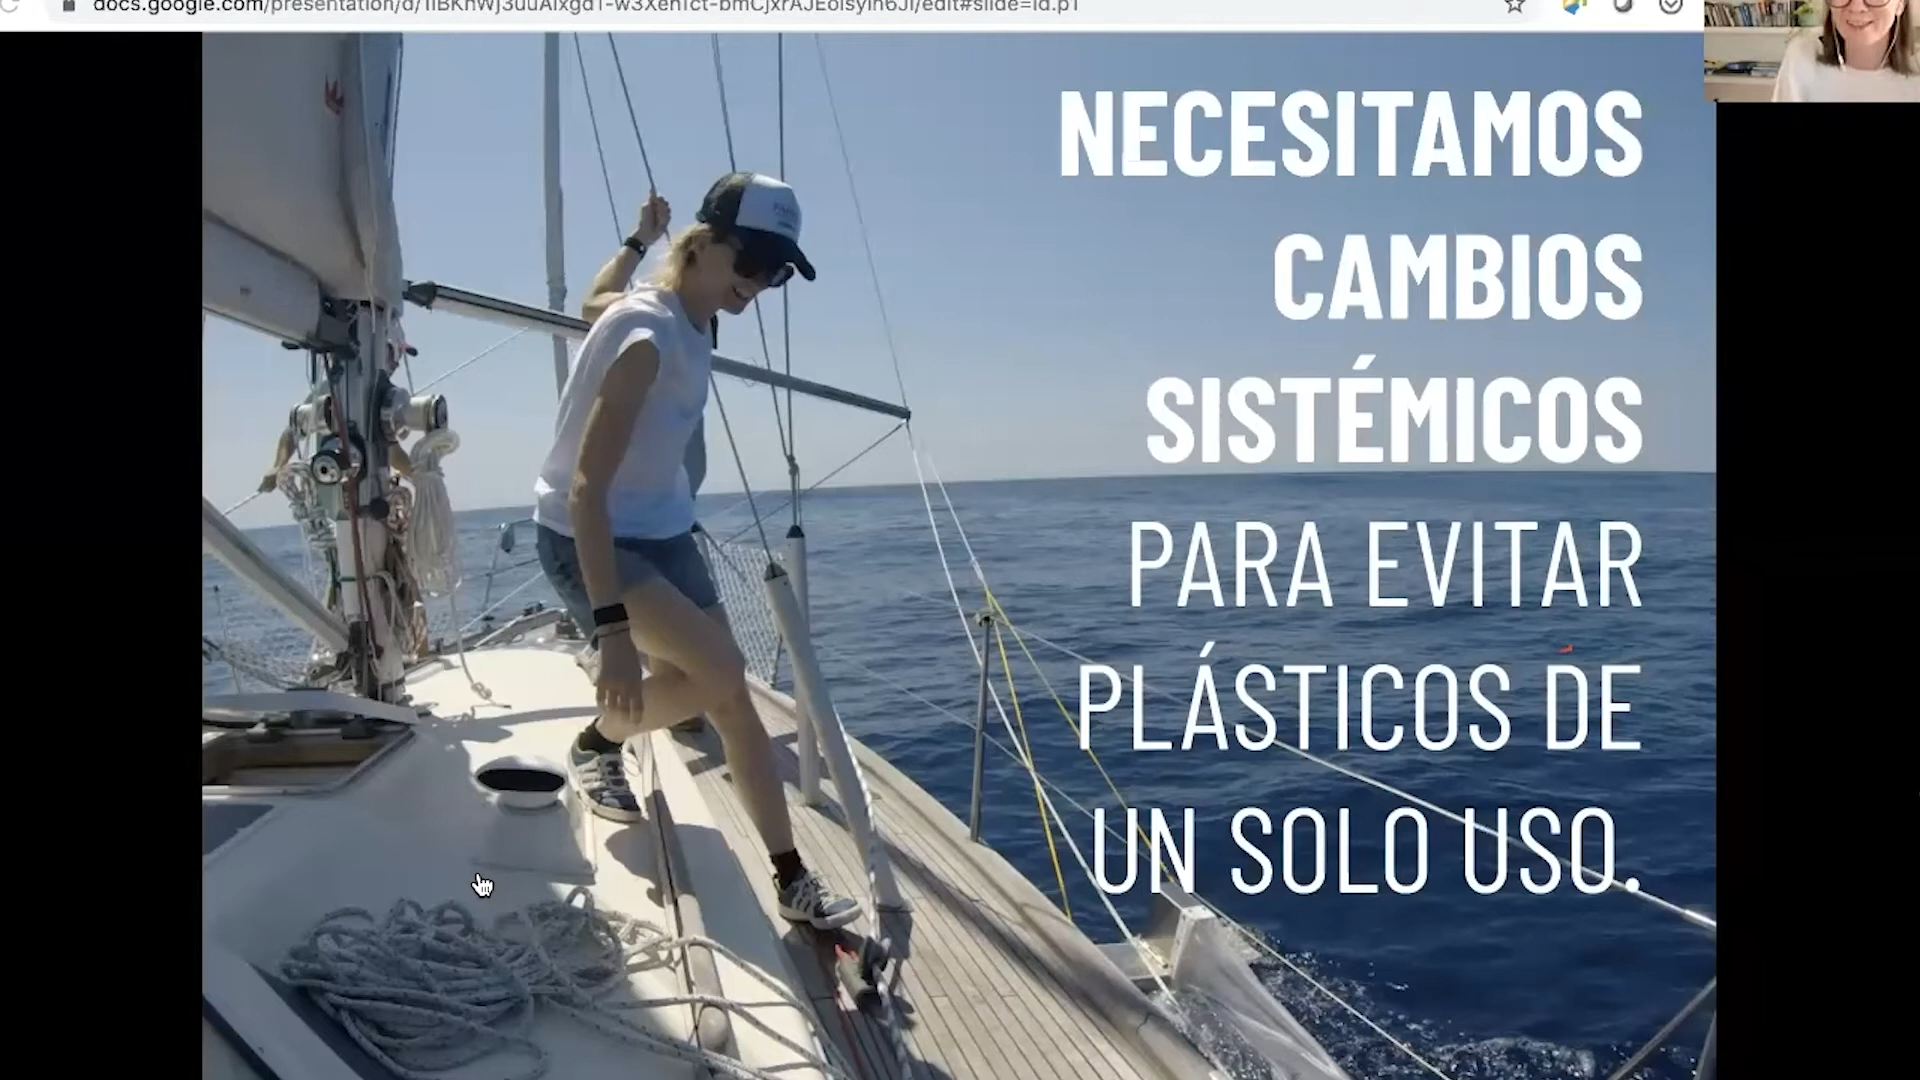 NECESITAMOS
CAMBIOS
SISTÉMICOS
PARA EVITAR
PLÁSTICOS DE
UN SOLO USO.